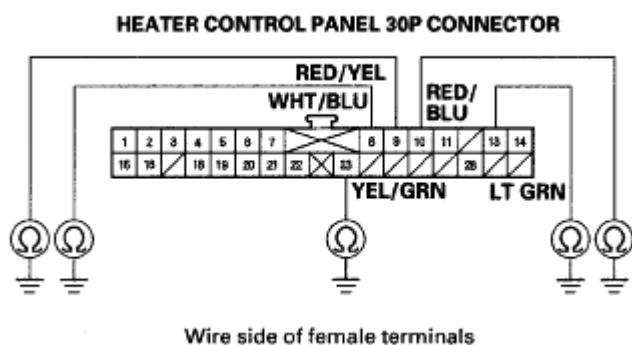 HEATER CONTROL PANEL 30P CONNECTOR
RED/YEL
RED/
BLU
WHT/BLU
1 2 3 4 5 6 7 8 9 10 11 13 14
15 16 18 19 20 21 22 23 26
YEL/GRN
LT GRN
Ω Ω Ω Ω Ω
Wire side of female terminals